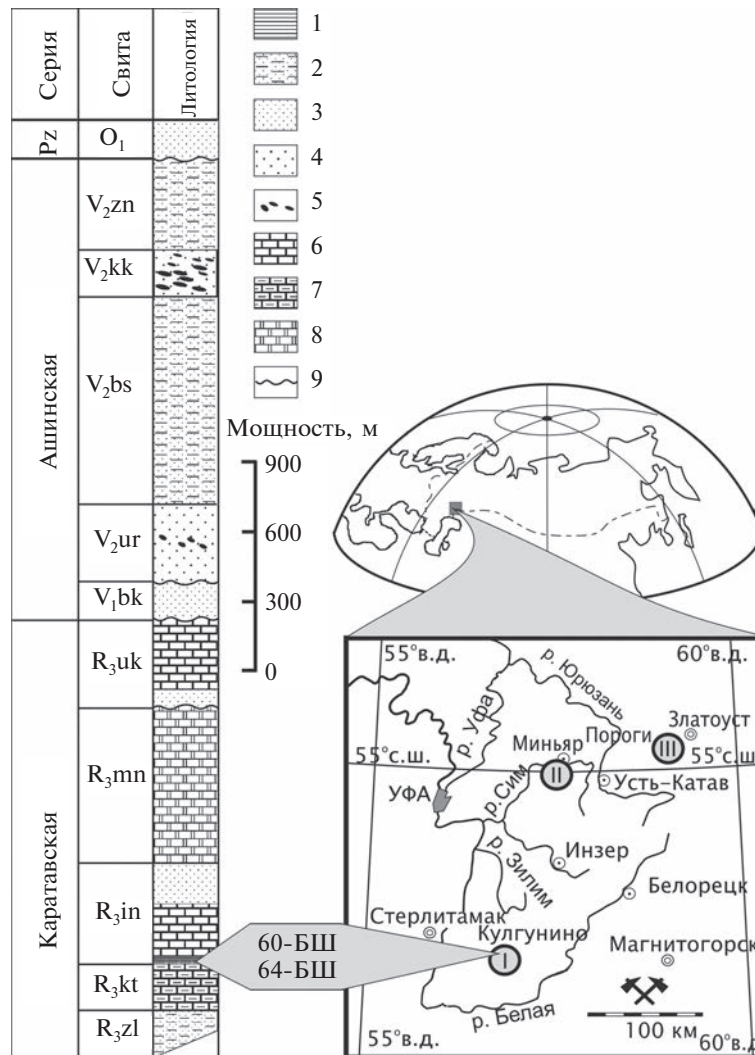 Серия
Свита
Литология
Pz
O₁
Ашинская
V₂zn
V₂kk
V₂bs
V₂ur
V₁bk
Каратавская
R₃uk
R₃mn
R₃in
R₃kt
R₃zl
1
2
3
4
5
6
7
8
9
Мощность, м
900
600
300
0
60-БШ
64-БШ
55°в.д.
60°в.д.
р. Юрюзань
р. Уфа
Златоуст
Пороги
III
Миньяр
55°с.ш.
55°с.ш.
II
УФА
р.Сим
Усть-Катав
Инзер
р. Зилим
Белорецк
Стерлитамак
Кулгунино
I
Магнитогорск
р. Белая
100 км
55°в.д.
60°в.д.